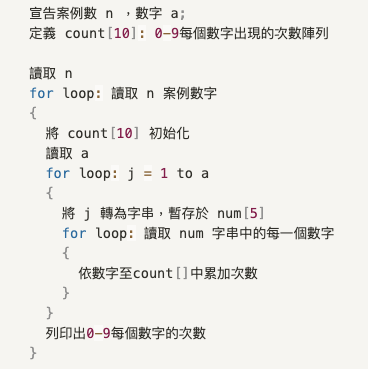 宣告案例數 n ，數字 a;
定義 count[10]: 0-9每個數字出現的次數陣列
讀取 n
for loop: 讀取 n 案例數字
{
將 count[10] 初始化
讀取 a
for loop: j = 1 to a
{
將 j 轉為字串，暫存於 num[5]
for loop: 讀取 num 字串中的每一個數字
{
依數字至count[]中累加次數
}
}
列印出0-9每個數字的次數
}